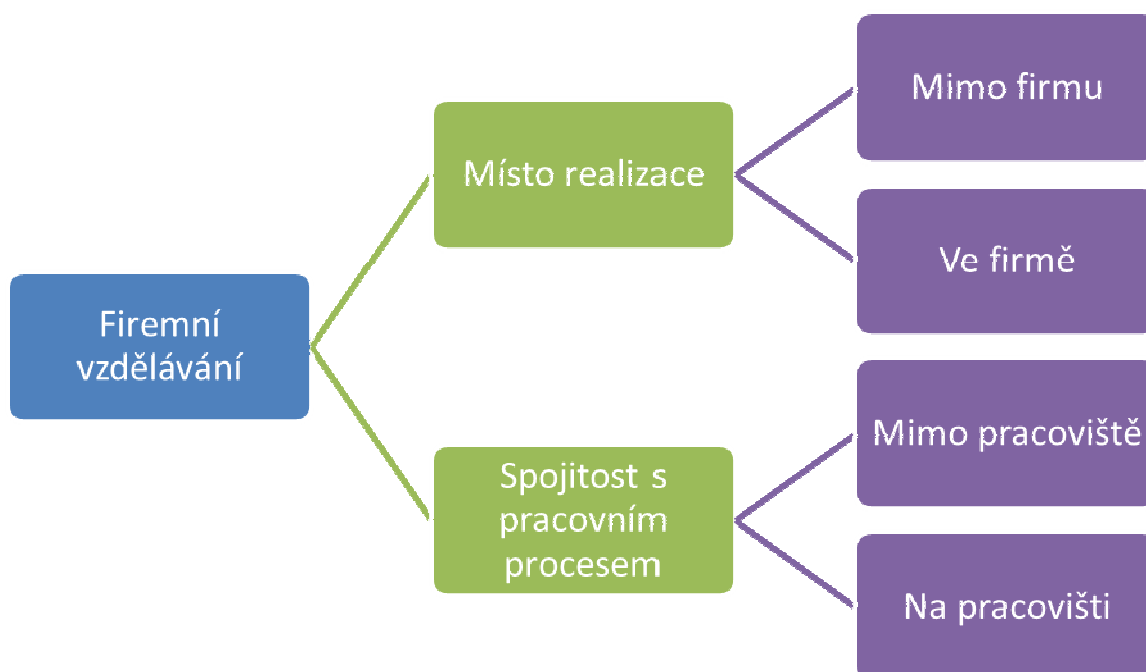 Firemní
vzdělávání
Místo realizace
Mimo firmu
Ve firmě
Spojitost s
pracovním
procesem
Mimo pracoviště
Na pracovišti